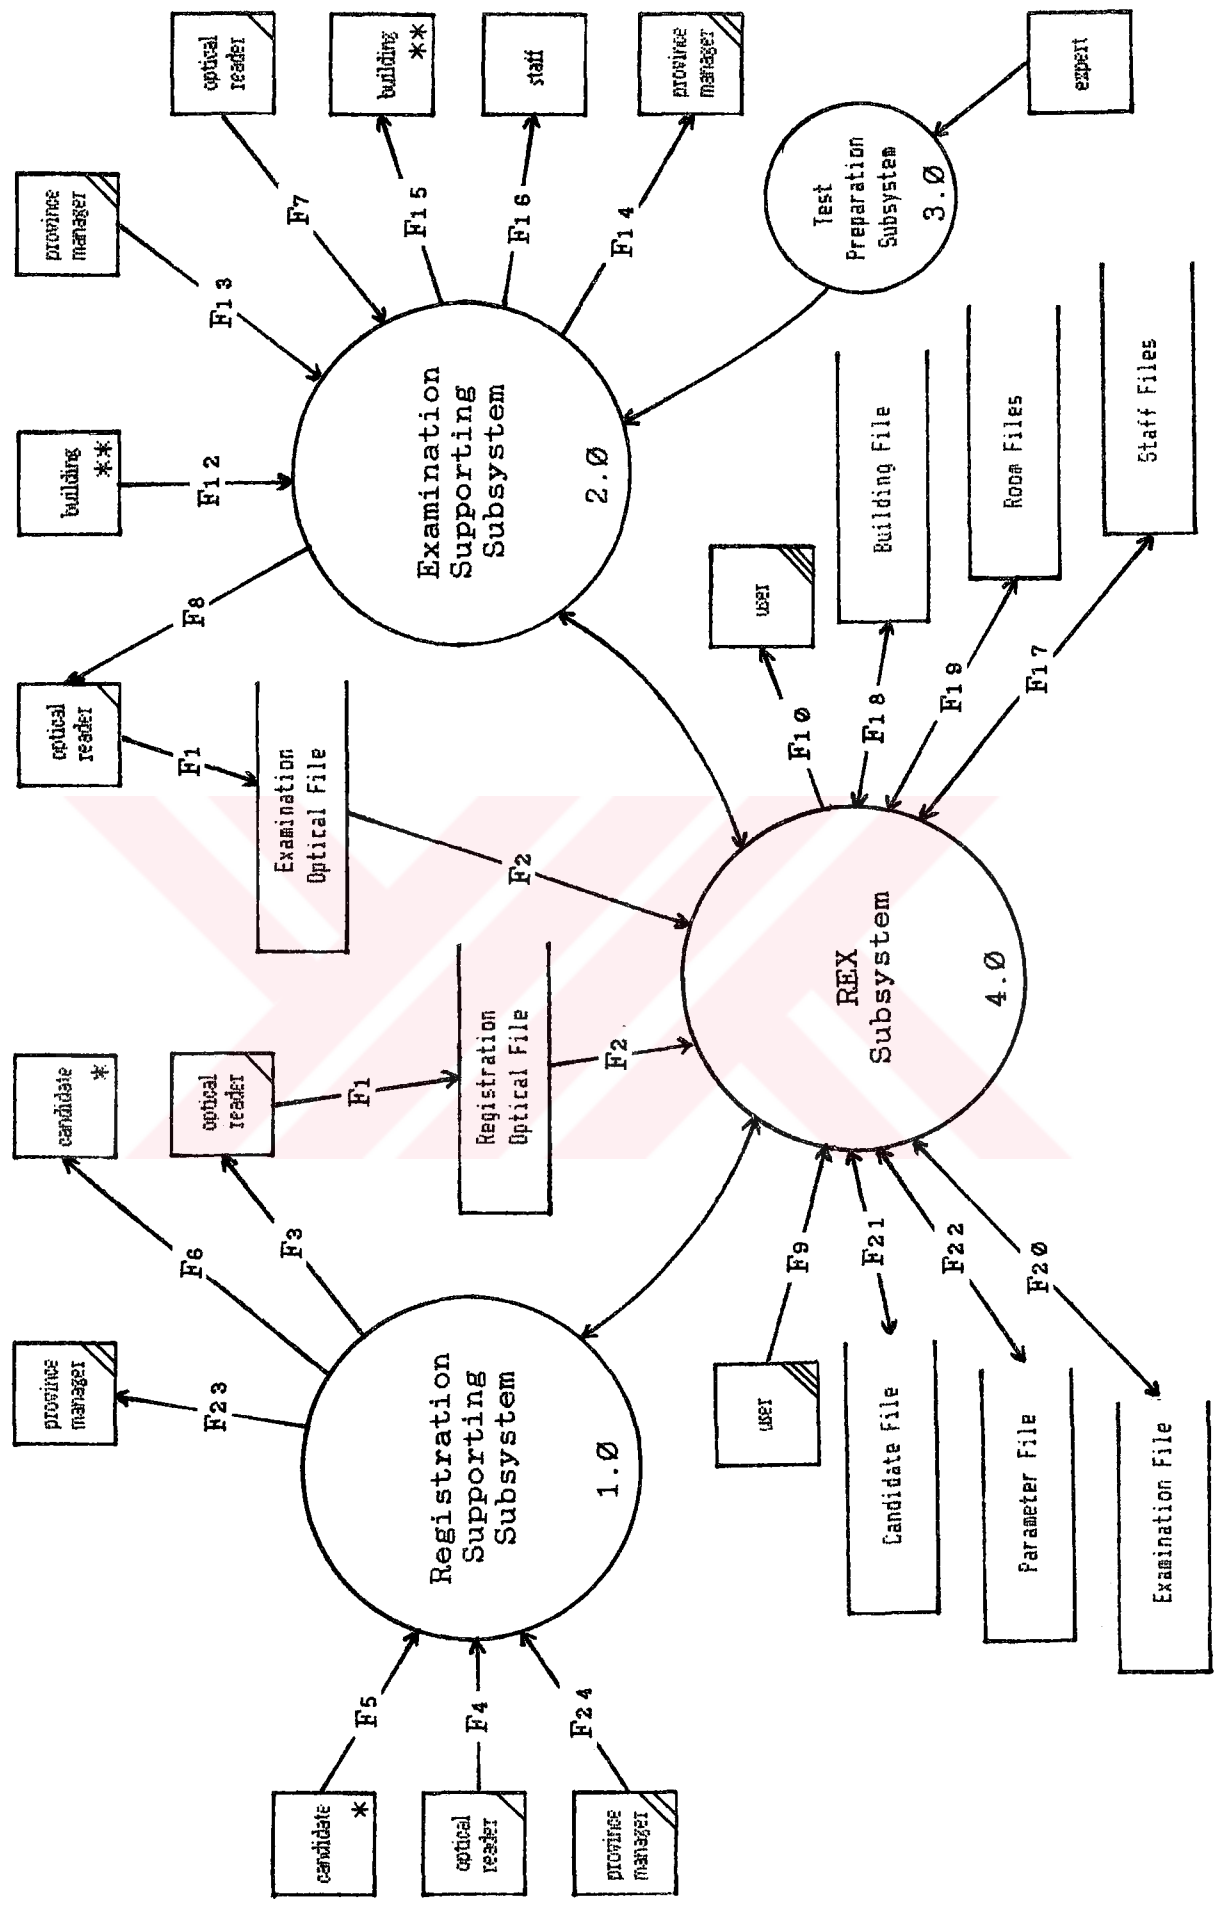 province
manager
candidate
*
optical
reader
building
**
province
manager
F23
F6
F3
F1
F8
F12
F13
optical
reader
optical
reader
building
**
staff
province
manager
F7
F15
F16
F14
candidate
*
optical
reader
province
manager
F5
F4
F24
Registration
Supporting
Subsystem
1.0
Registration
Optical File
F1
F2
Examination
Optical File
F2
Examination
Supporting
Subsystem
2.0
Test
Preparation
Subsystem
3.0
expert
user
F9
F21
F22
F20
Candidate File
Parameter File
Examination File
REX
Subsystem
4.0
F10
F18
F19
F17
user
Building File
Room Files
Staff Files